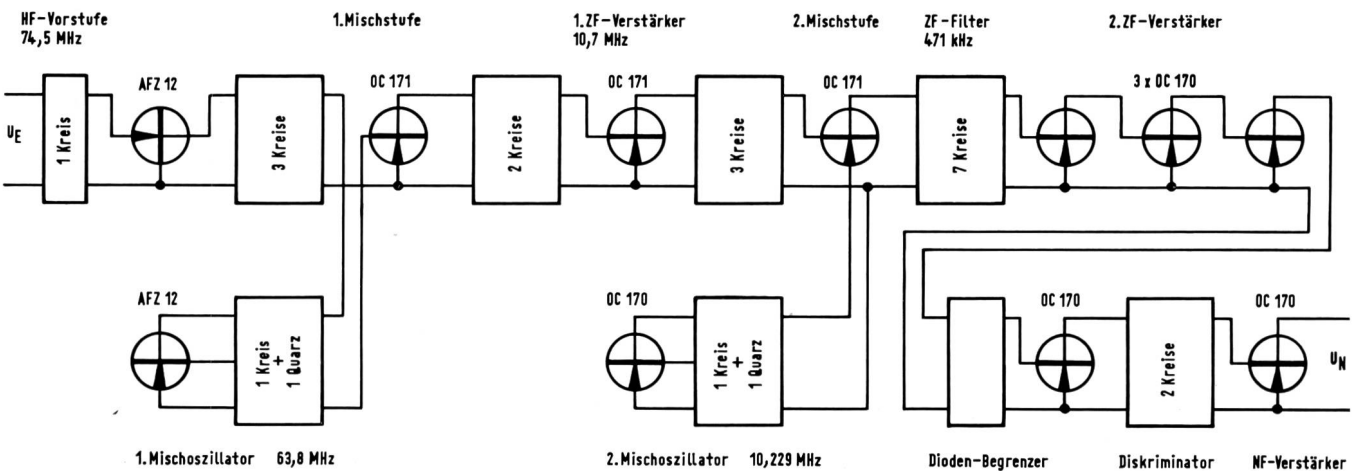 HF-Vorstufe
74,5 MHz
1.Mischstufe
1.ZF-Verstärker
10,7 MHz
2.Mischstufe
ZF-Filter
471 kHz
2.ZF-Verstärker
AFZ 12
OC 171
OC 171
OC 171
3 x OC 170
UE
1 Kreis
3 Kreise
2 Kreise
3 Kreise
7 Kreise
AFZ 12
OC 170
OC 170
OC 170
1 Kreis
+
1 Quarz
1 Kreis
+
1 Quarz
2 Kreise
UN
1.Mischoszillator 63,8 MHz
2.Mischoszillator 10,229 MHz
Dioden-Begrenzer
Diskriminator
NF-Verstärker